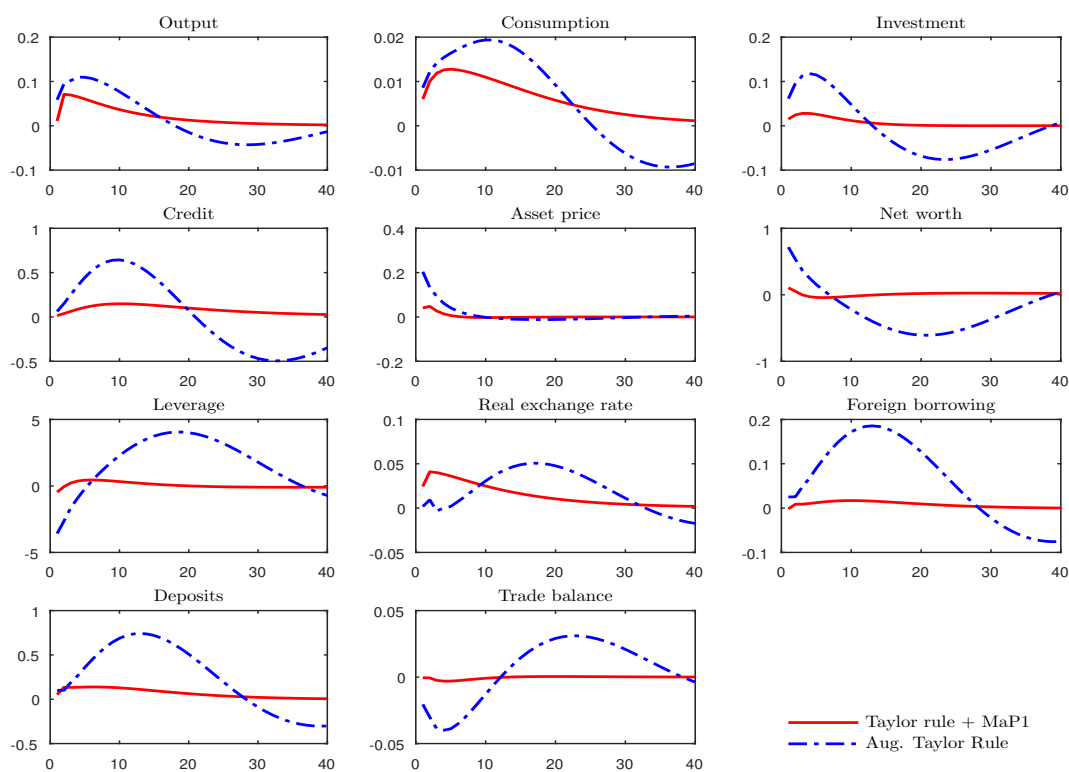 Output Consumption Investment
0.2 0.02 0.2
0.1 0.01 0.1
0 0 0
-0.1 -0.01 -0.1
0 10 20 30 40 0 10 20 30 40 0 10 20 30 40
Credit Asset price Net worth
1 0.4 1
0.5 0.2
0 0 0
-0.5 -0.2 -1
0 10 20 30 40 0 10 20 30 40 0 10 20 30 40
Leverage Real exchange rate Foreign borrowing
5 0.1 0.2
0.05 0.1
0 0 0
-5 -0.05 -0.1
0 10 20 30 40 0 10 20 30 40 0 10 20 30 40
Deposits Trade balance
1 0.05
0.5
0 0
-0.5 -0.05
0 10 20 30 40 0 10 20 30 40
Taylor rule + MaP1
Aug. Taylor Rule